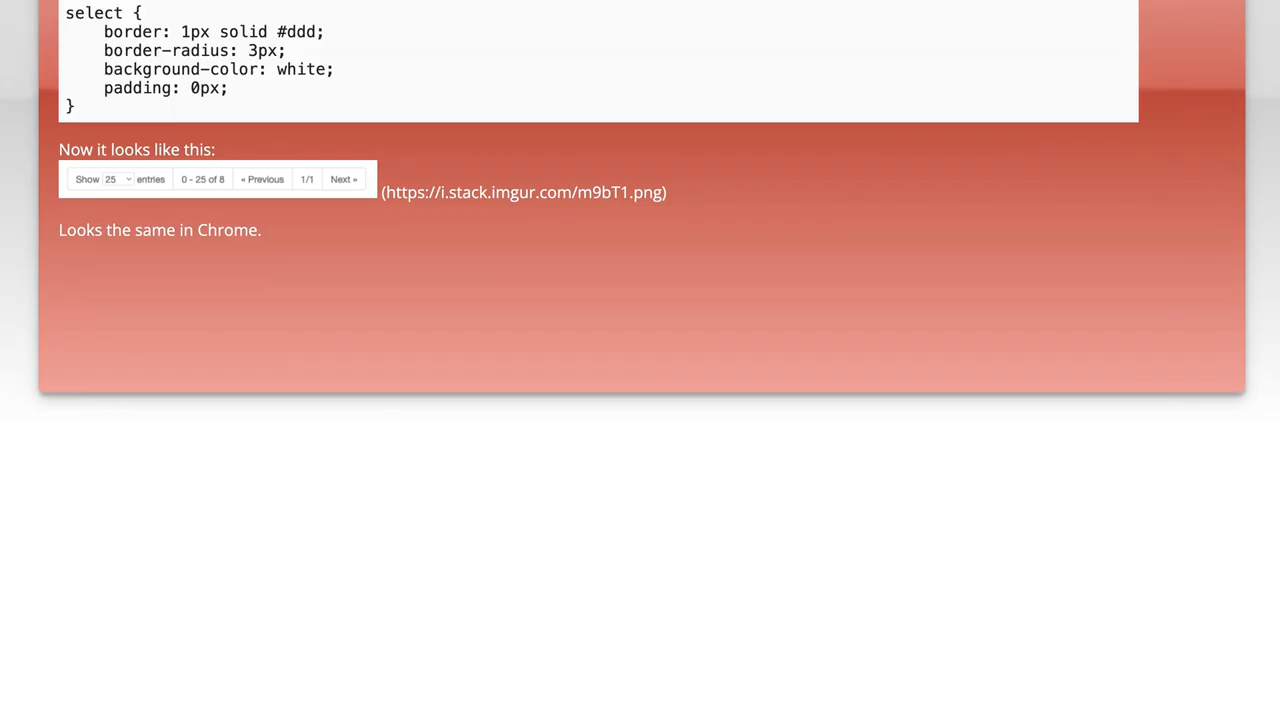 select {
    border: 1px solid #ddd;
    border-radius: 3px;
    background-color: white;
    padding: 0px;
}
Now it looks like this:
Show 25 entries 0 - 25 of 8 « Previous 1/1 Next » (https://i.stack.imgur.com/m9bT1.png)
Looks the same in Chrome.